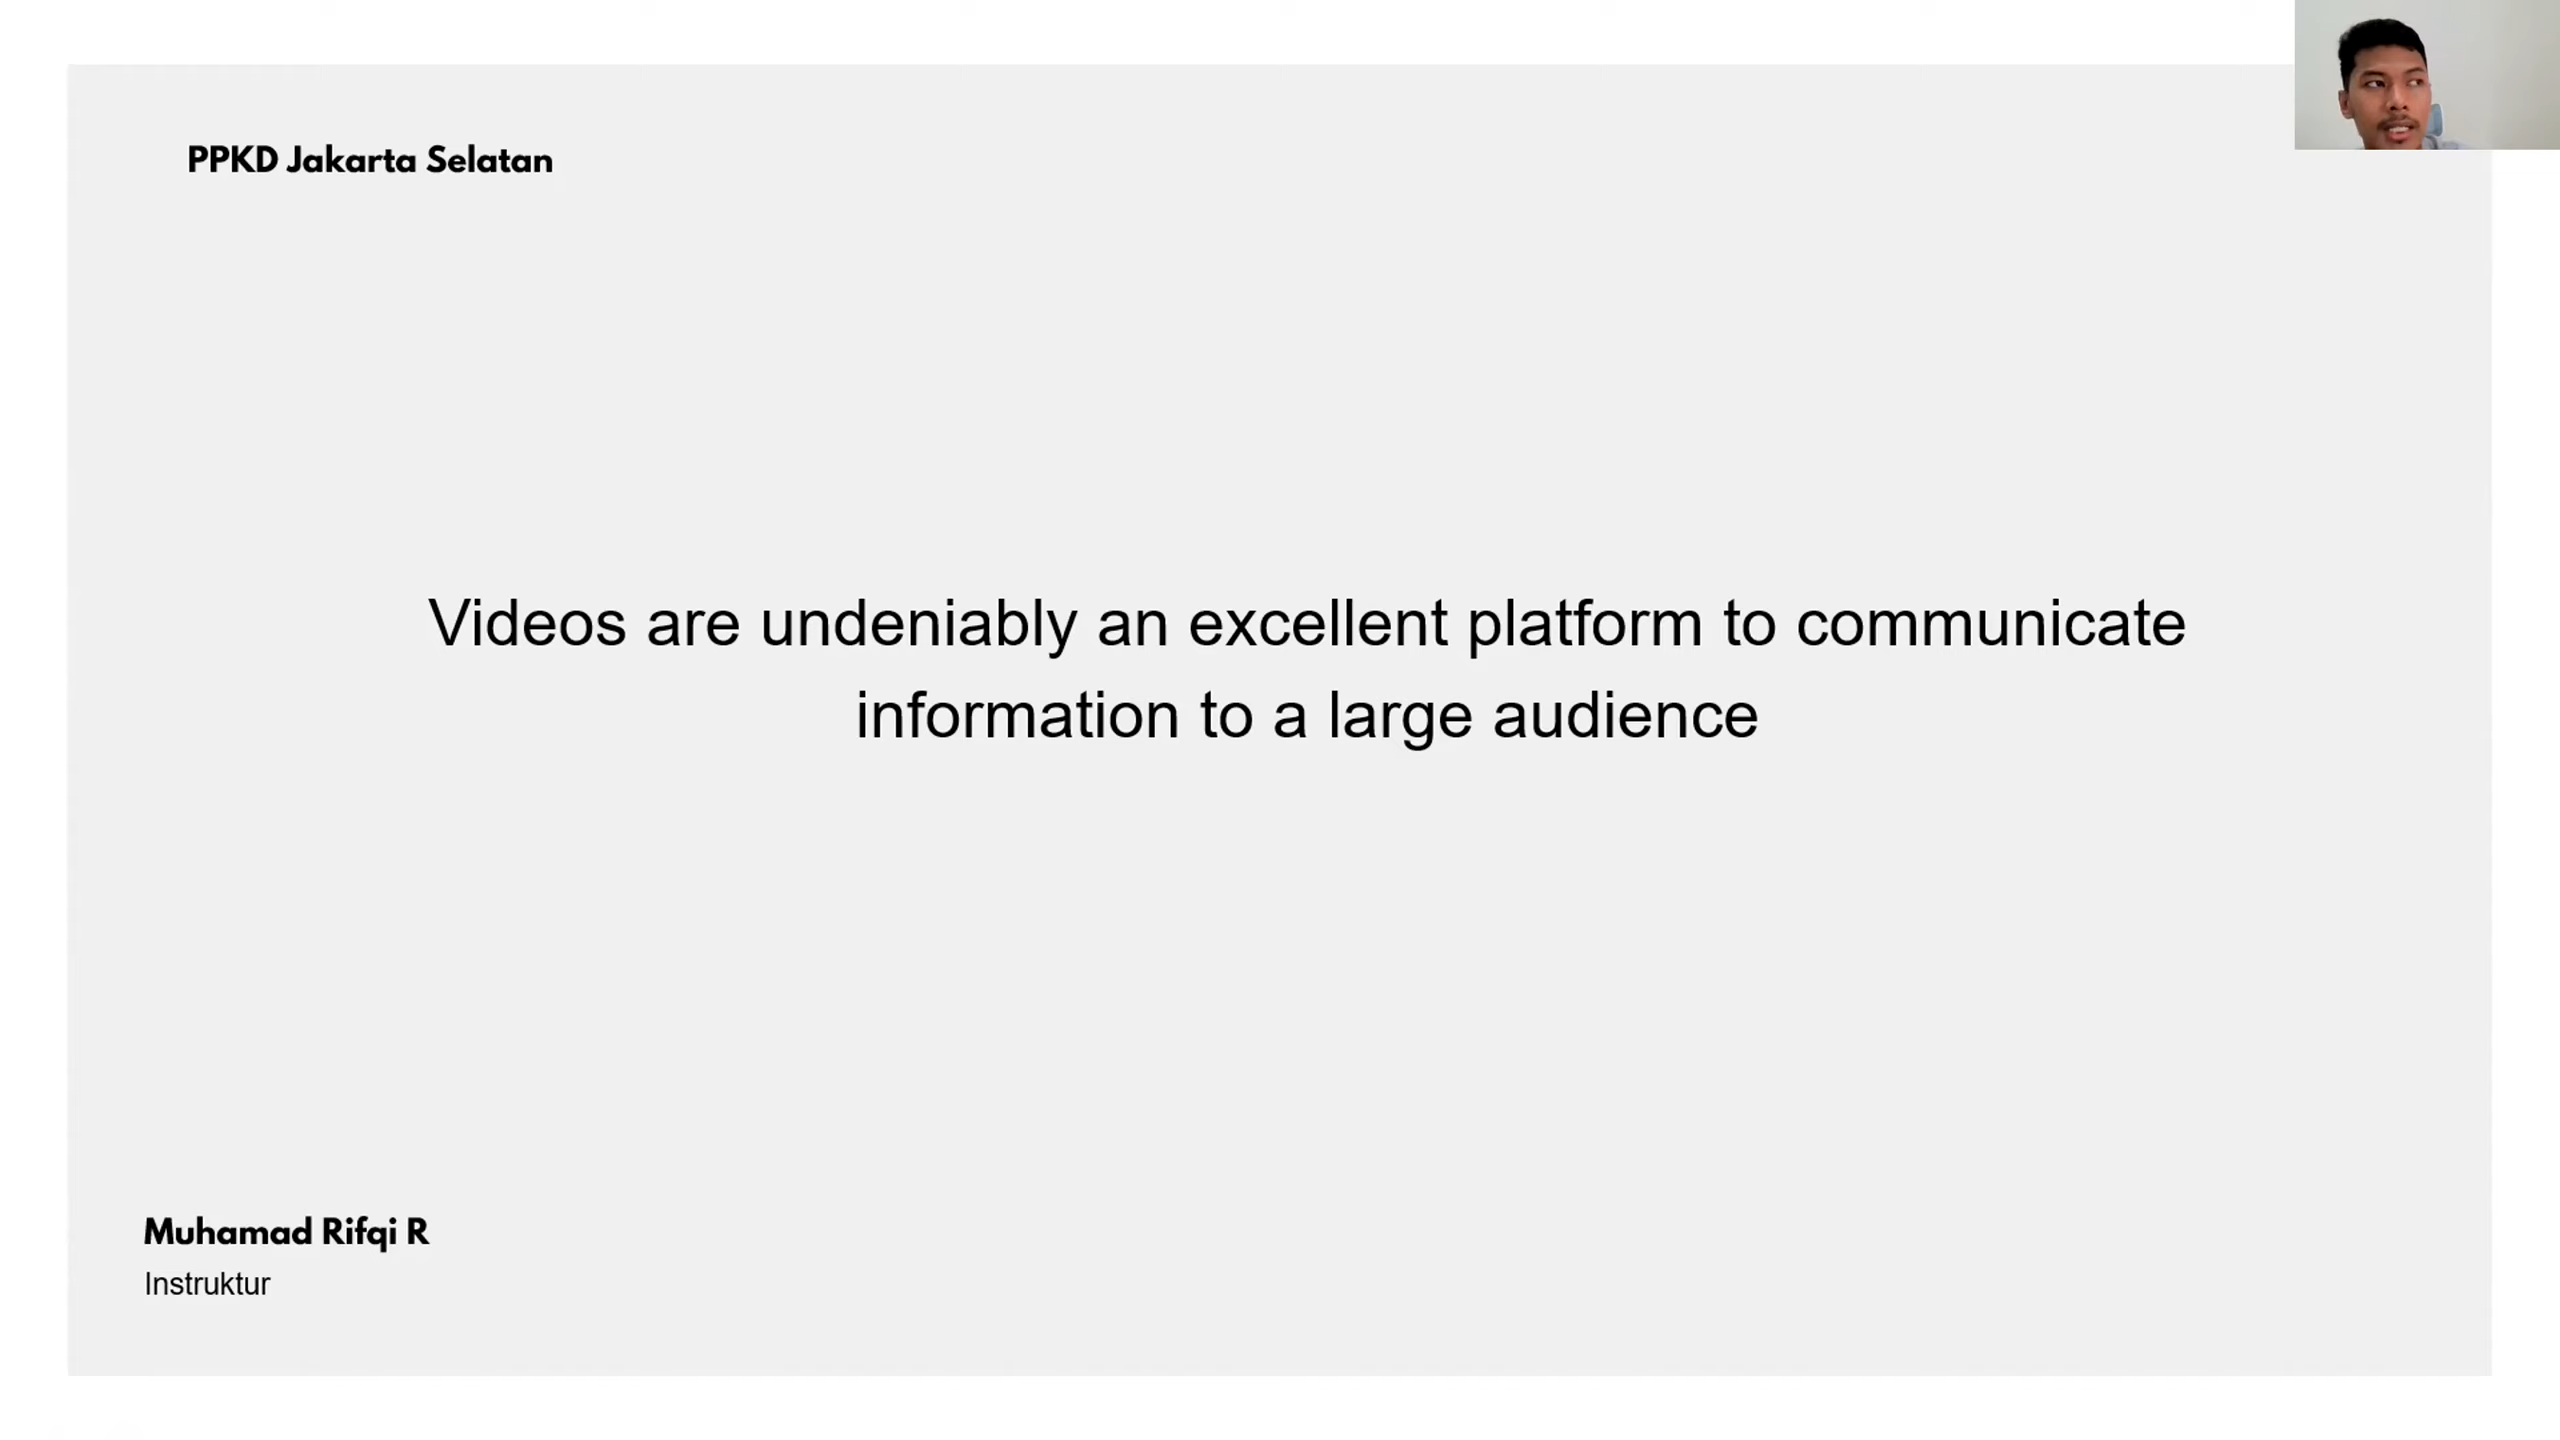 PPKD Jakarta Selatan
Videos are undeniably an excellent platform to communicate
information to a large audience
Muhamad Rifqi R
Instruktur